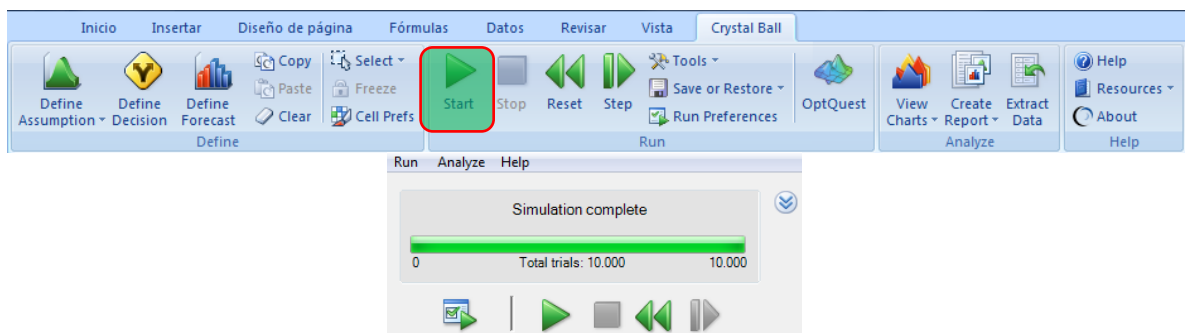 Inicio Insertar Diseño de página Fórmulas Datos Revisar Vista Crystal Ball
Define Assumption
Define Decision
Define Forecast
Copy
Paste
Clear
Select
Freeze
Cell Prefs
Define
Start
Stop
Reset
Step
Tools
Save or Restore
Run Preferences
OptQuest
Run
View Charts
Create Report
Extract Data
Analyze
Help
Resources
About
Help
Run Analyze Help
Simulation complete
0 Total trials: 10.000 10.000